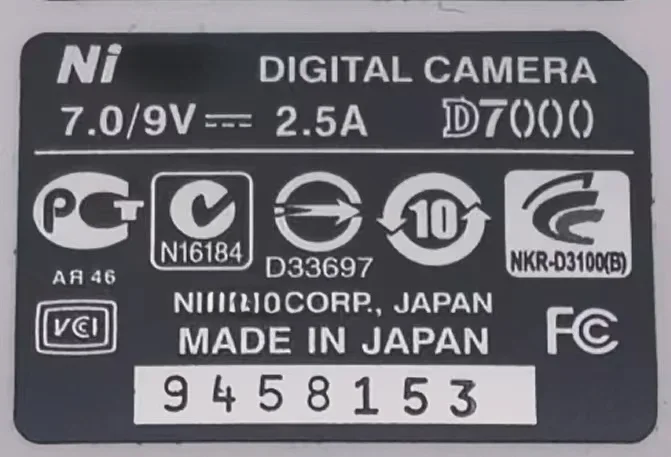 Ni DIGITAL CAMERA
7.0/9V 2.5A D7000
PCT N16184 D33697 10 NKR-D3100(B)
АЯ 46
CORP., JAPAN
VCI MADE IN JAPAN FC
9458153